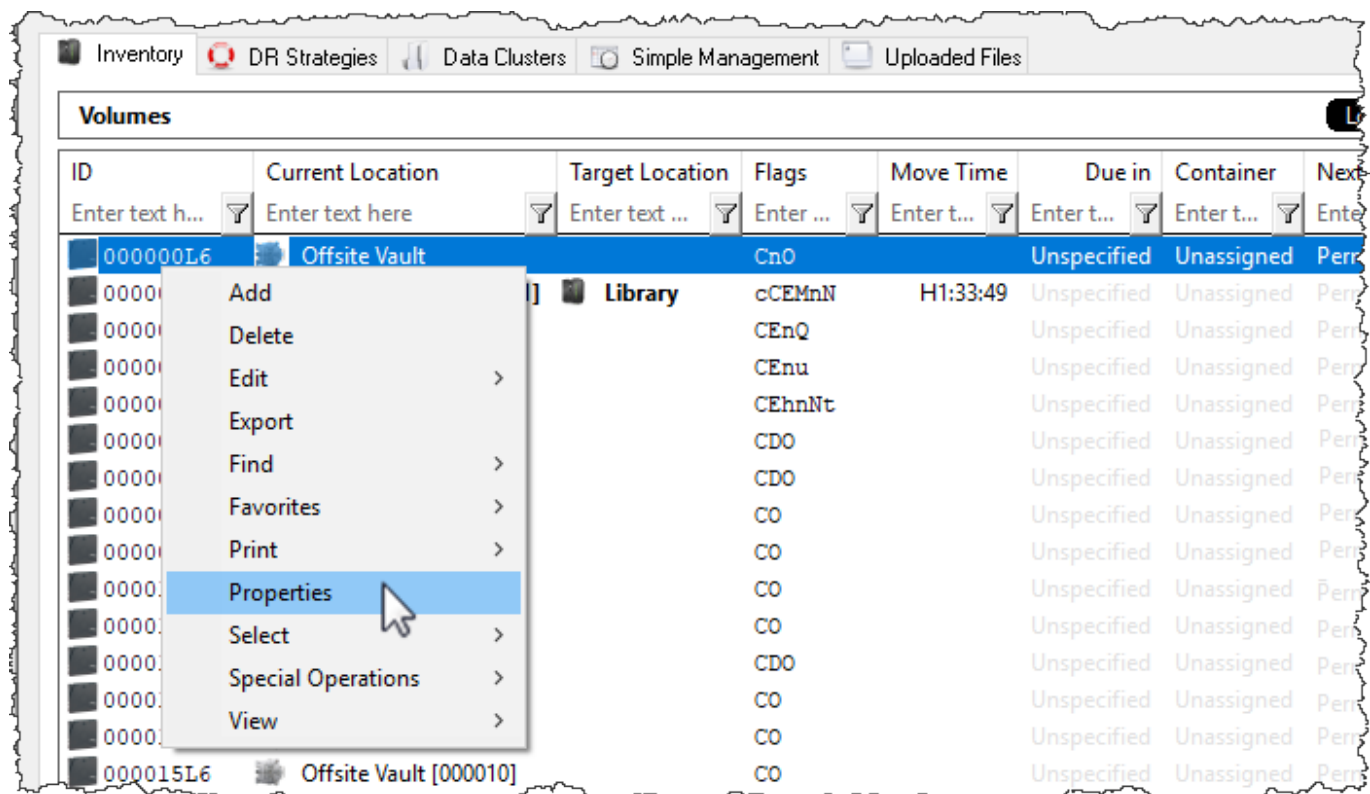 Inventory DR Strategies Data Clusters Simple Management Uploaded Files
Volumes
ID Current Location Target Location Flags Move Time Due in Container
Enter text h... Enter text here Enter text ... Enter ... Enter t... Enter t... Enter t...
000000L6 Offsite Vault CnO Unspecified Unassigned
Library cCEMnN H1:33:49 Unspecified Unassigned
CEnQ Unspecified Unassigned
CEnu Unspecified Unassigned
CEhnNt Unspecified Unassigned
CDO Unspecified Unassigned
CDO Unspecified Unassigned
CO Unspecified Unassigned
CO Unspecified Unassigned
CO Unspecified Unassigned
CO Unspecified Unassigned
CDO Unspecified Unassigned
CO Unspecified Unassigned
CO Unspecified Unassigned
000015L6 Offsite Vault [000010] CO Unspecified Unassigned
Add
Delete
Edit
Export
Find
Favorites
Print
Properties
Select
Special Operations
View